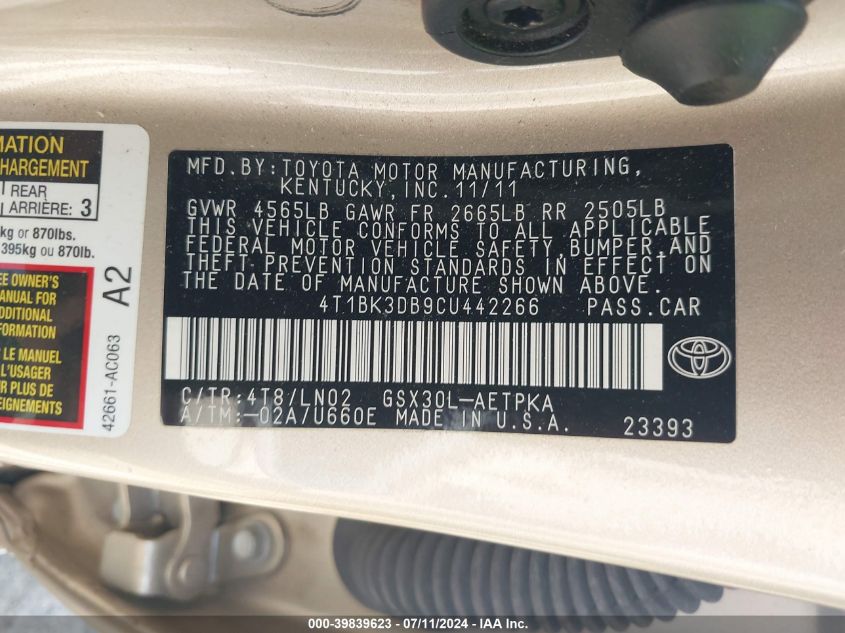 MATION
CHARGEMENT
REAR
ARRIÈRE: 3
kg or 870lbs.
395kg ou 870lb.
EE OWNER'S
MANUAL FOR
ADDITIONAL
FORMATION
LE MANUEL
L'USAGER
UR PLUS DE
EIGNEMENTS
A2
42661-AC063
MFD.BY:TOYOTA MOTOR MANUFACTURING,
KENTUCKY, INC. 11/11
GVWR 4565LB GAWR FR 2665LB RR 2505LB
THIS VEHICLE CONFORMS TO ALL APPLICABLE
FEDERAL MOTOR VEHICLE SAFETY, BUMPER, AND
THEFT PREVENTION STANDARDS IN EFFECT ON
THE DATE OF MANUFACTURE SHOWN ABOVE.
4T1BK3DB9CU442266 PASS.CAR
C/TR:4T8/LN02 GSX30L-AETPKA
A/TM:-02A/U660E MADE IN U.S.A.
23393
000-39839623 - 07/11/2024 - IAA Inc.